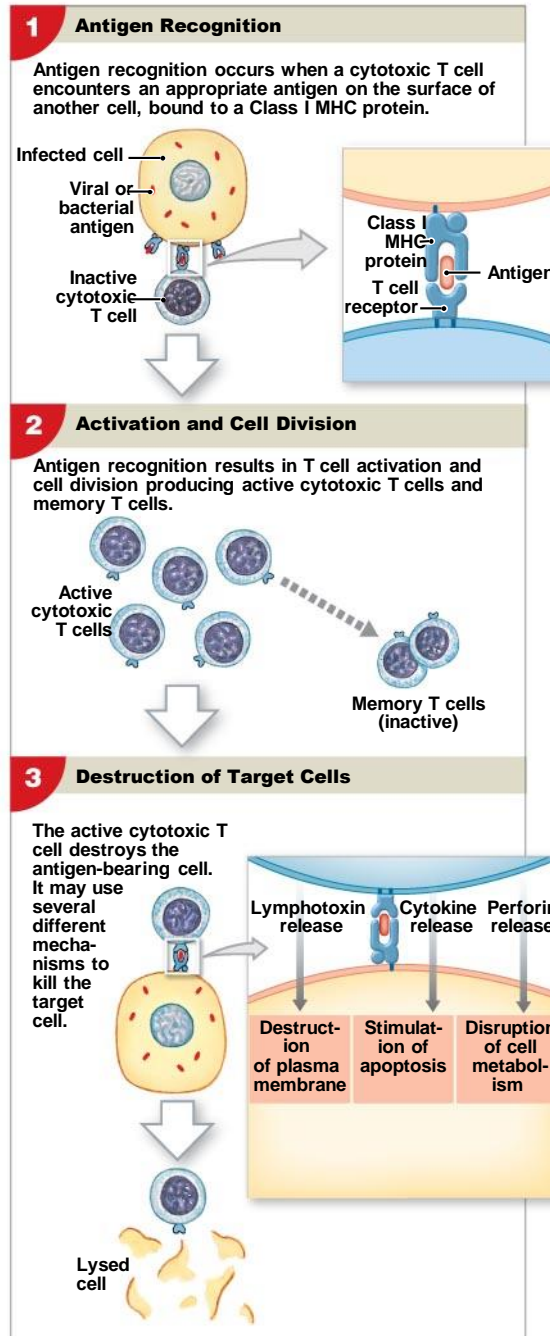 1 Antigen Recognition
Antigen recognition occurs when a cytotoxic T cell
encounters an appropriate antigen on the surface of
another cell, bound to a Class I MHC protein.
Infected cell
Viral or
bacterial
antigen
Inactive
cytotoxic
T cell
Class I
MHC
protein
Antigen
T cell
receptor
2 Activation and Cell Division
Antigen recognition results in T cell activation and
cell division producing active cytotoxic T cells and
memory T cells.
Active
cytotoxic
T cells
Memory T cells
(inactive)
3 Destruction of Target Cells
The active cytotoxic T
cell destroys the
antigen-bearing cell.
It may use
several
different
mecha-
nisms to
kill the
target
cell.
Lymphotoxin
release
Cytokine
release
Perforin
release
Destruct-
ion
of plasma
membrane
Stimulat-
ion of
apoptosis
Disruption
of cell
metabol-
ism
Lysed
cell